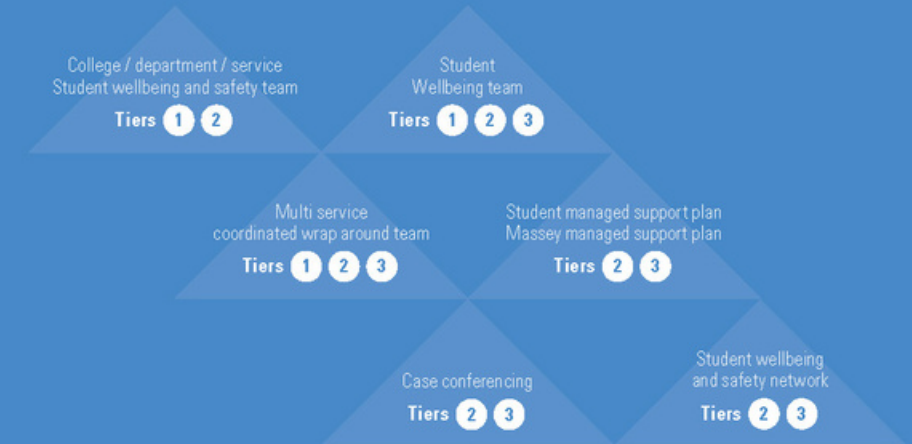 College / department / service
Student wellbeing and safety team
Tiers 1 2
Student
Wellbeing team
Tiers 1 2 3
Multi service
coordinated wrap around team
Tiers 1 2 3
Student managed support plan
Massey managed support plan
Tiers 2 3
Case conferencing
Tiers 2 3
Student wellbeing
and safety network
Tiers 2 3